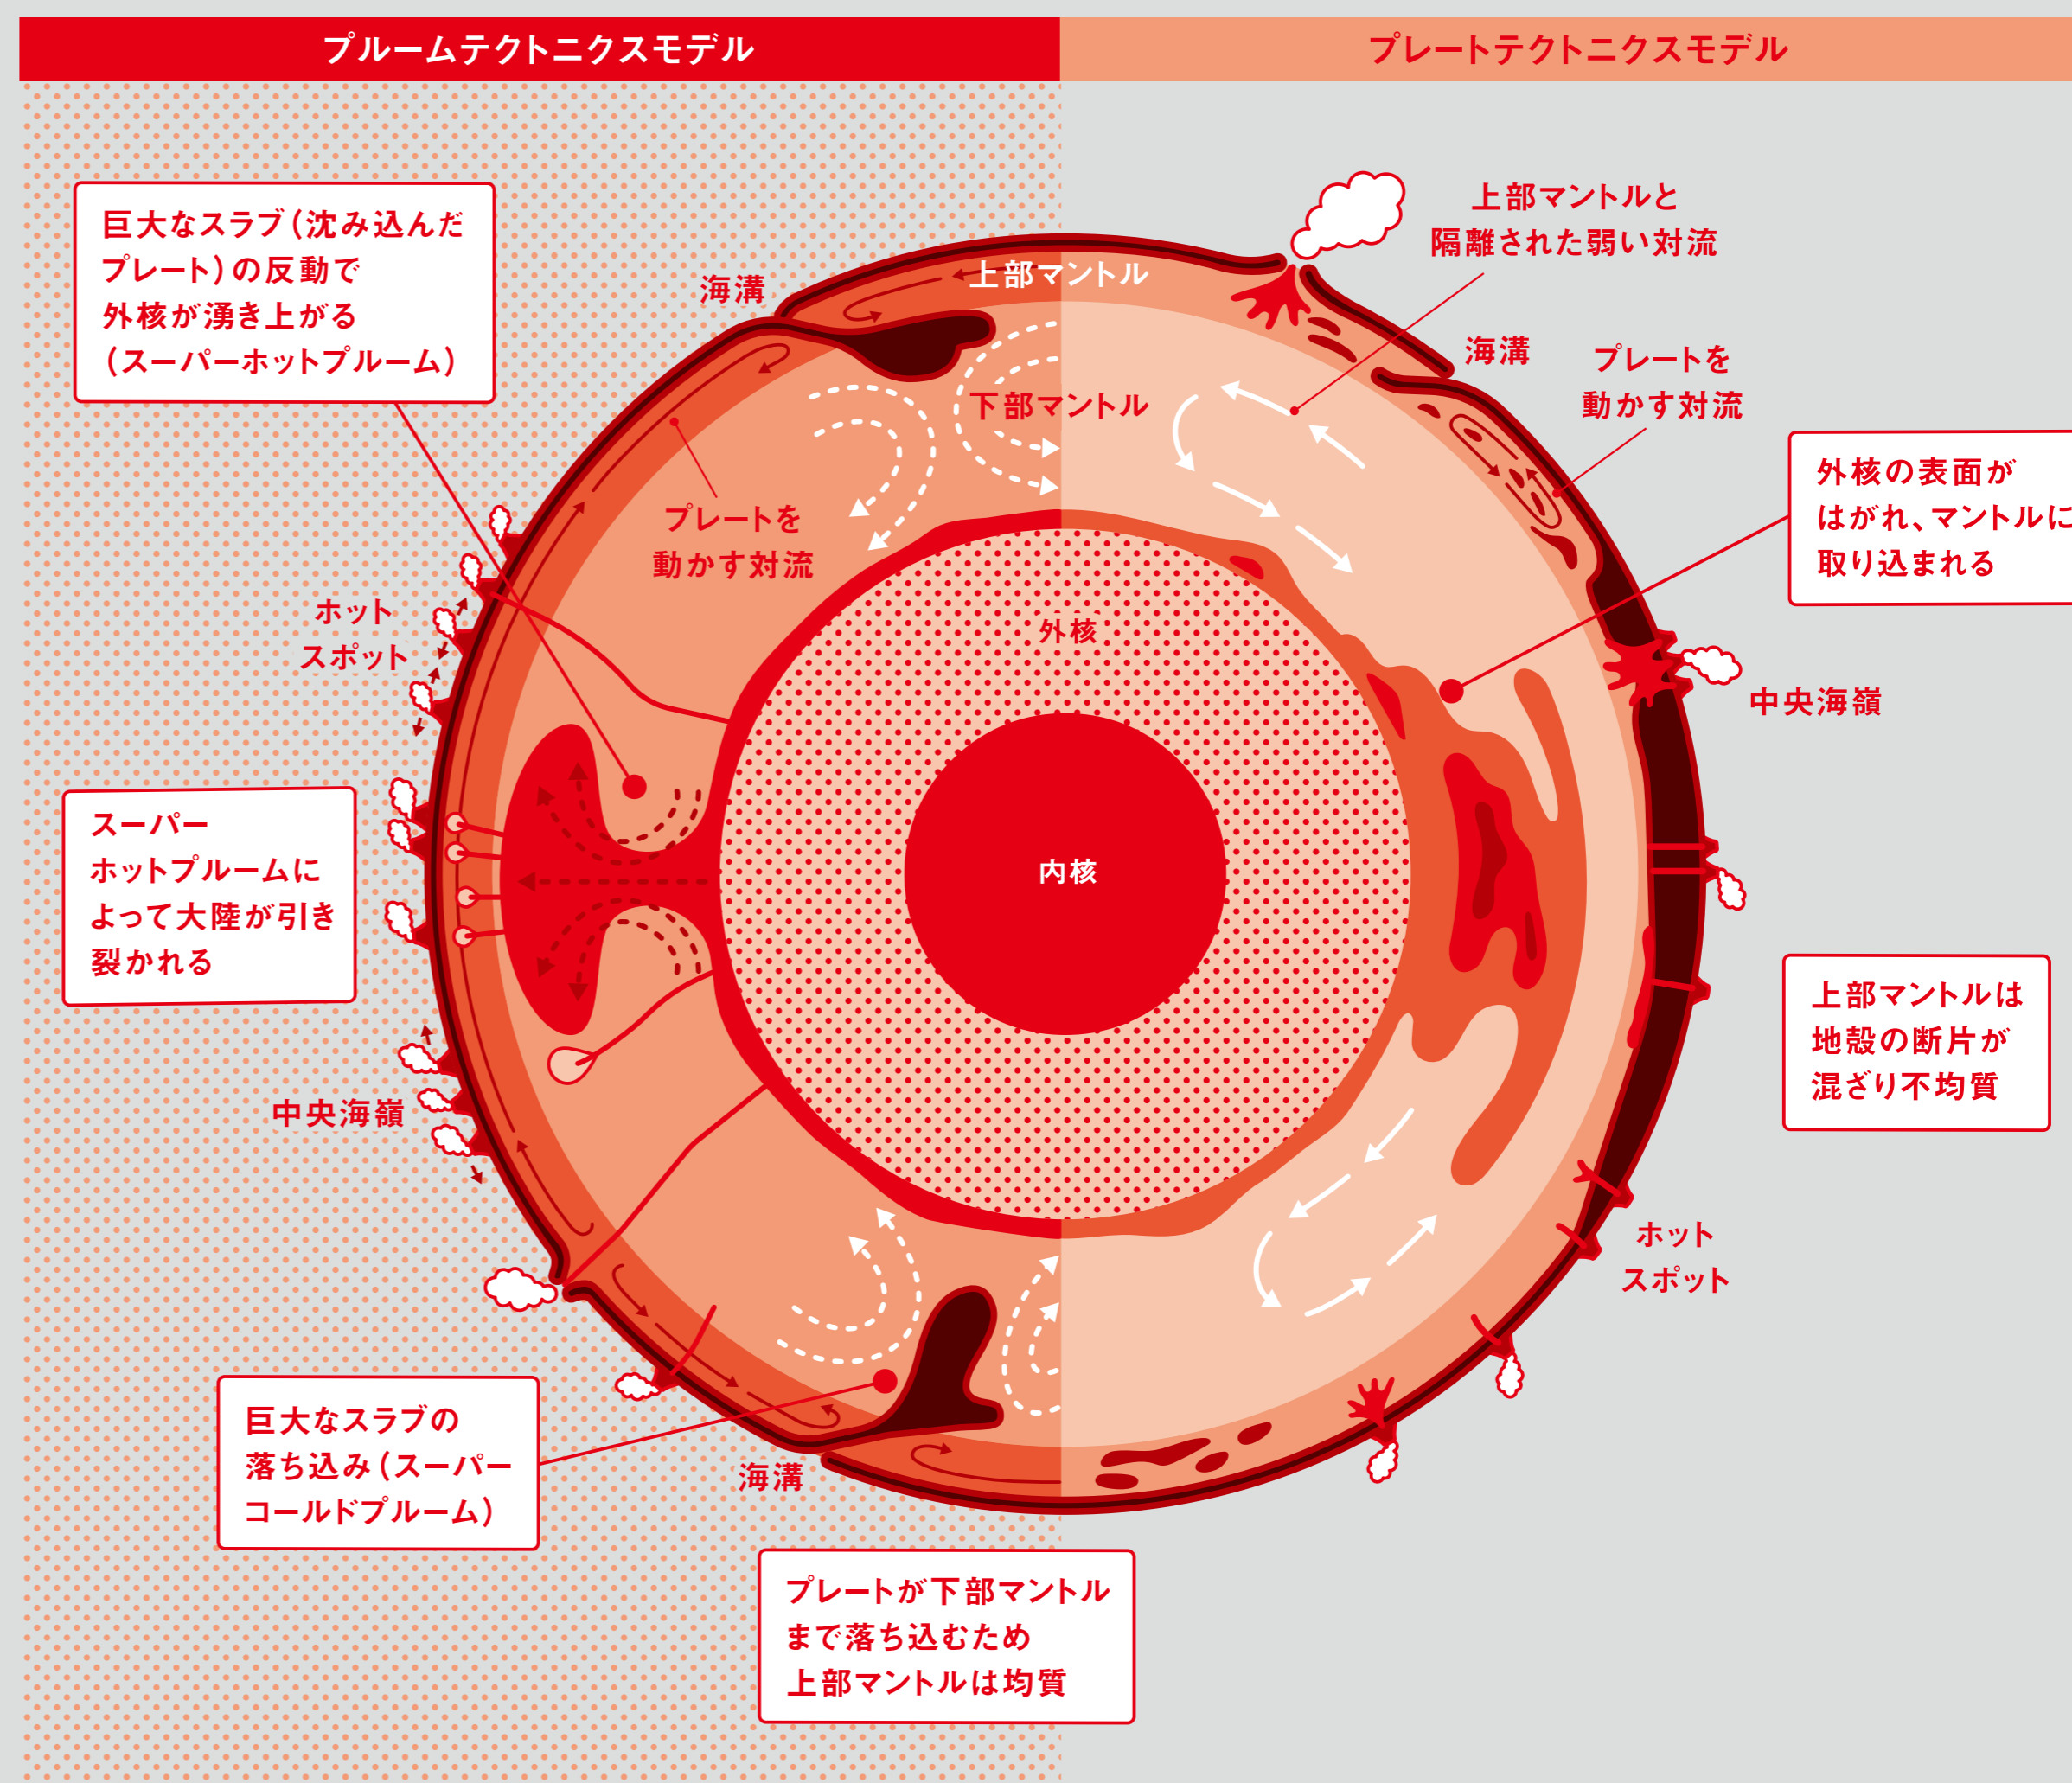 プルームテクトニクスモデル
プレートテクトニクスモデル
巨大なスラブ（沈み込んだ
プレート）の反動で
外核が湧き上がる
（スーパーホットプルーム）
海溝
上部マントル
上部マントルと
隔離された弱い対流
海溝
プレートを
動かす対流
下部マントル
外核の表面が
はがれ、マントルに
取り込まれる
プレートを
動かす対流
ホット
スポット
外核
中央海嶺
スーパー
ホットプルームに
よって大陸が引き
裂かれる
内核
上部マントルは
地殻の断片が
混ざり不均質
中央海嶺
ホット
スポット
巨大なスラブの
落ち込み（スーパー
コールドプルーム）
海溝
プレートが下部マントル
まで落ち込むため
上部マントルは均質